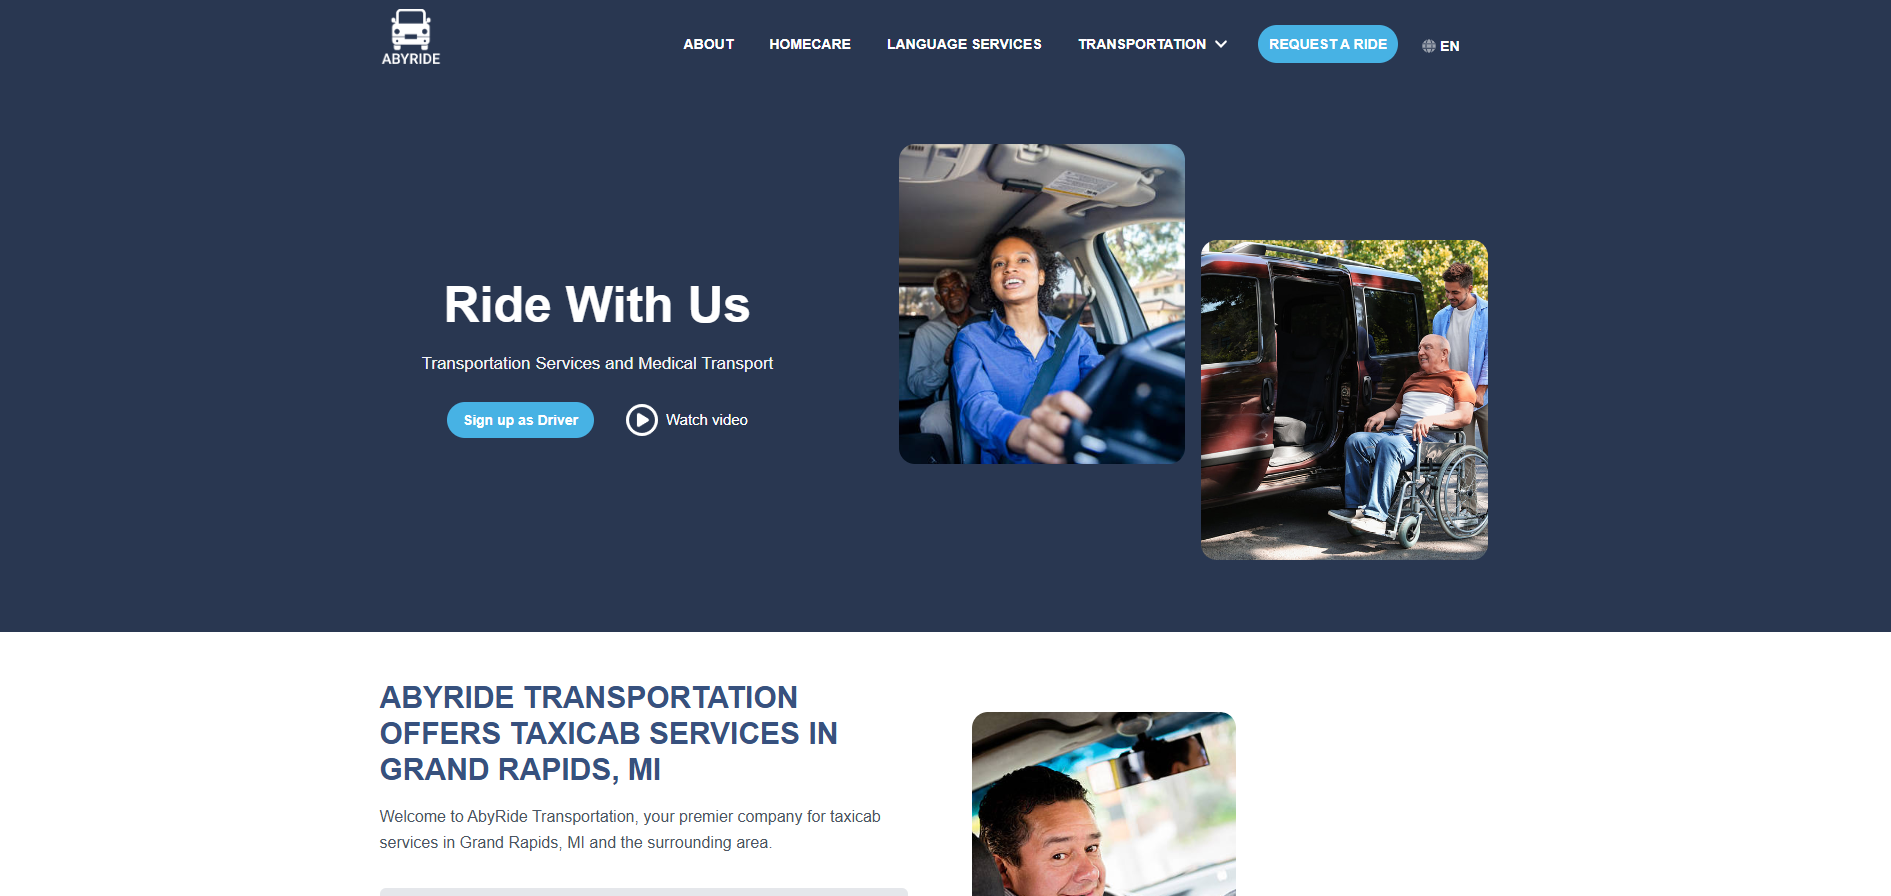 ABYRIDE
ABOUT
HOMECARE
LANGUAGE SERVICES
TRANSPORTATION
REQUEST A RIDE
EN
Ride With Us
Transportation Services and Medical Transport
Sign up as Driver
Watch video
ABYRIDE TRANSPORTATION
OFFERS TAXICAB SERVICES IN
GRAND RAPIDS, MI
Welcome to AbyRide Transportation, your premier company for taxicab
services in Grand Rapids, MI and the surrounding area.